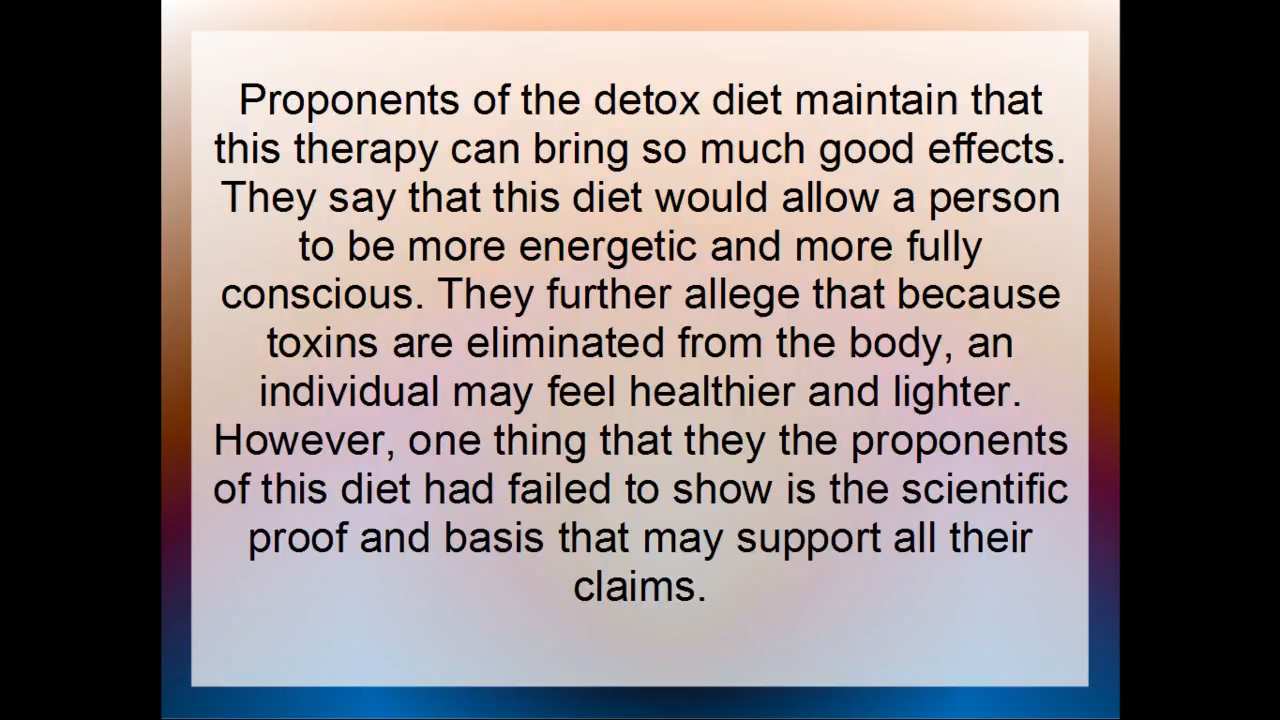 Proponents of the detox diet maintain that
this therapy can bring so much good effects.
They say that this diet would allow a person
to be more energetic and more fully
conscious. They further allege that because
toxins are eliminated from the body, an
individual may feel healthier and lighter.
However, one thing that they the proponents
of this diet had failed to show is the scientific
proof and basis that may support all their
claims.